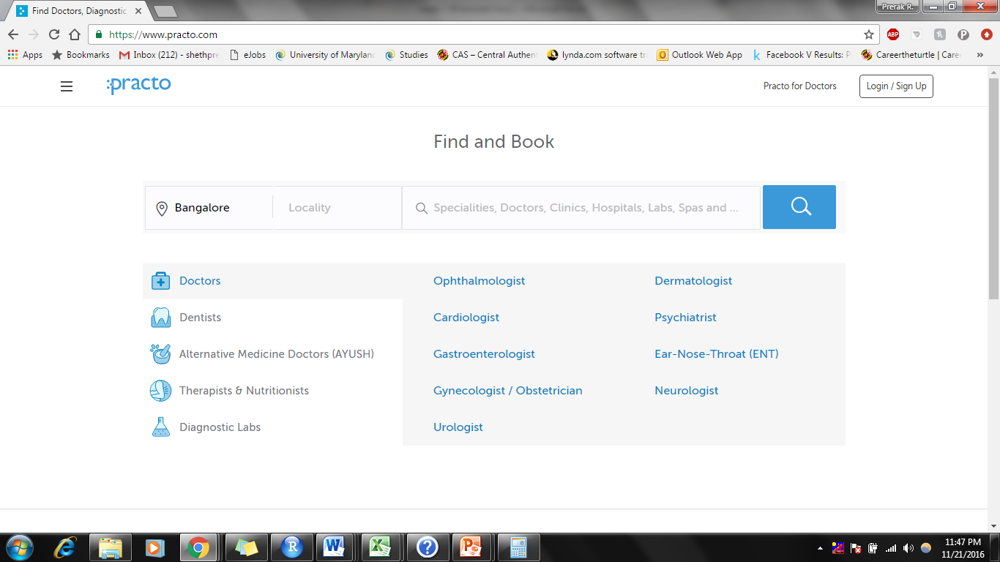 Find Doctors, Diagnostic
Prerak R.
https://www.practo.com
ABP
Apps
Bookmarks
Inbox (212) - shethpre
eJobs
University of Maryland
Studies
CAS – Central Authen
lynda.com software tr
Outlook Web App
Facebook V Results: P
Careertheturtle | Care
practo
Practo for Doctors
Login / Sign Up
Find and Book
Bangalore
Locality
Specialities, Doctors, Clinics, Hospitals, Labs, Spas and ...
Doctors
Ophthalmologist
Dermatologist
Dentists
Cardiologist
Psychiatrist
Alternative Medicine Doctors (AYUSH)
Gastroenterologist
Ear-Nose-Throat (ENT)
Therapists & Nutritionists
Gynecologist / Obstetrician
Neurologist
Diagnostic Labs
Urologist
11:47 PM
11/21/2016